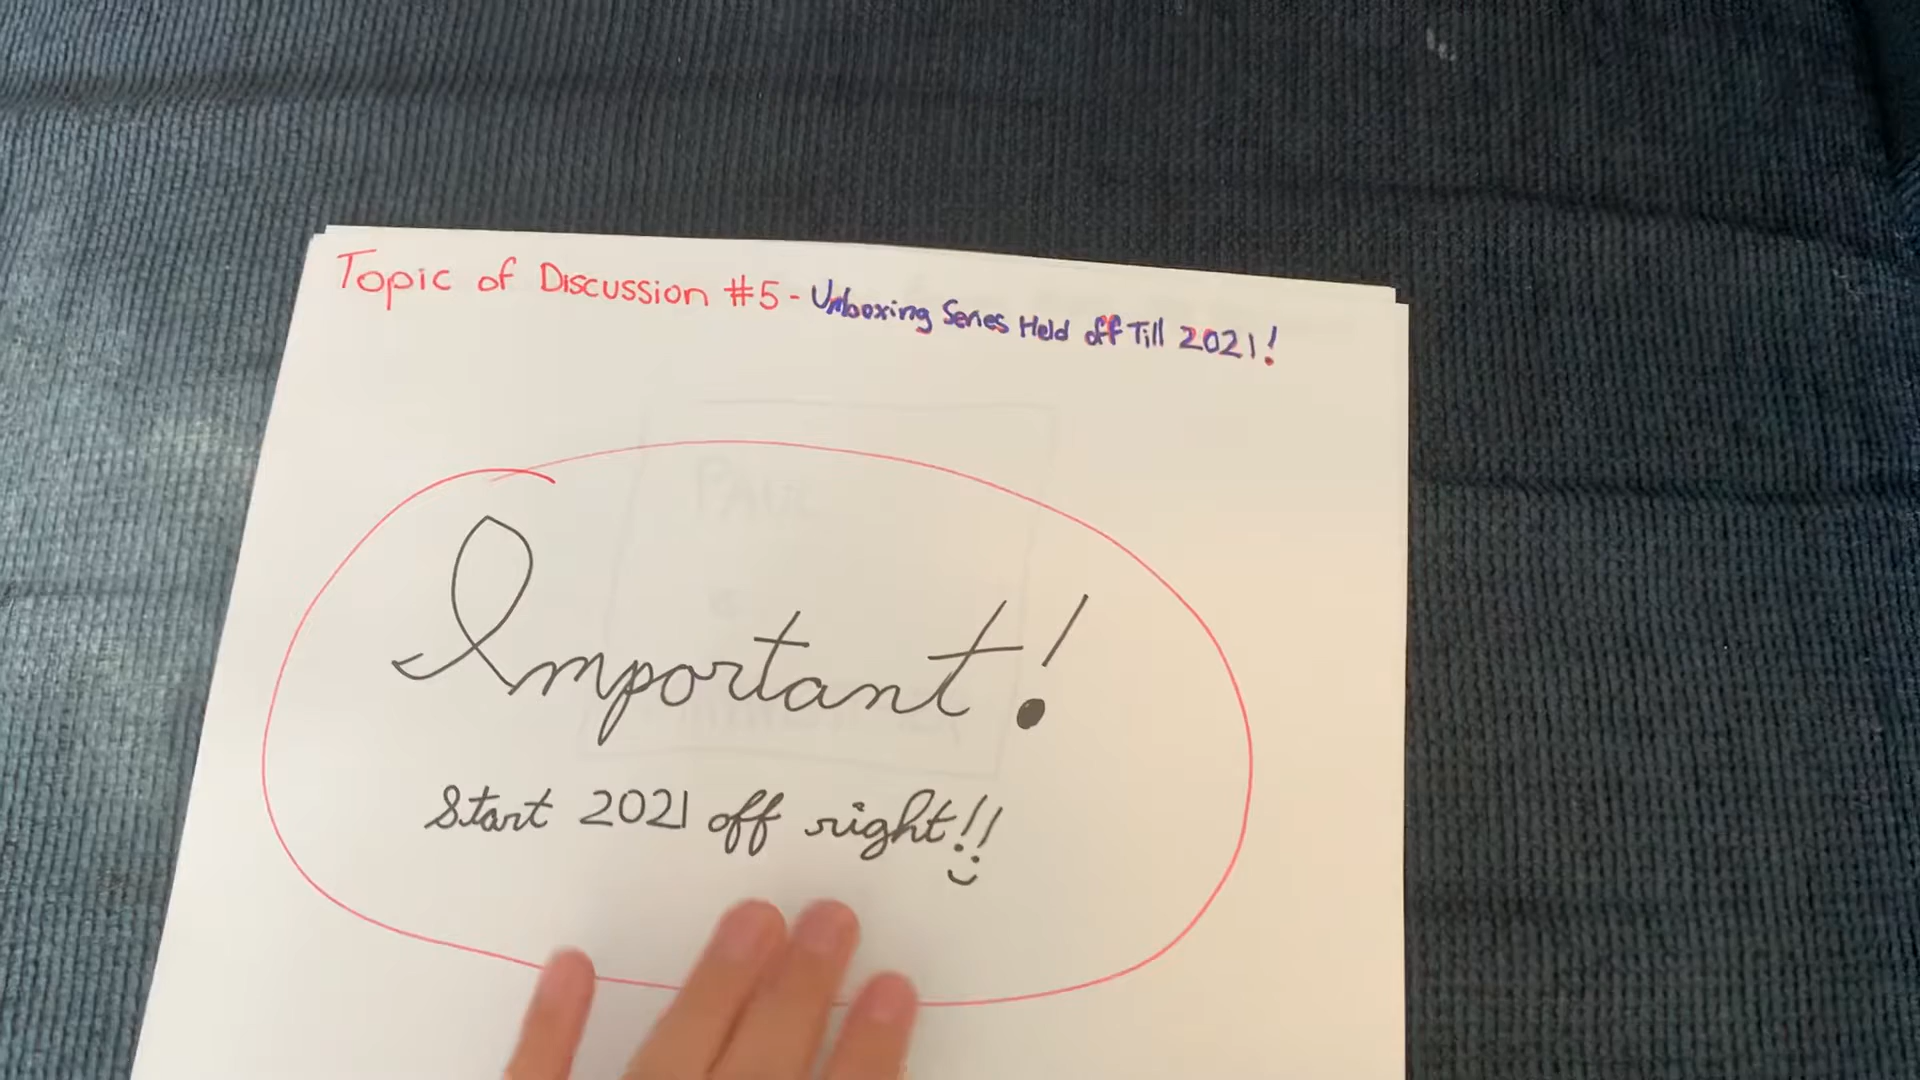 Topic of Discussion #5 - Unboxing Series Held off Till 2021!
Important!
Start 2021 off right!!